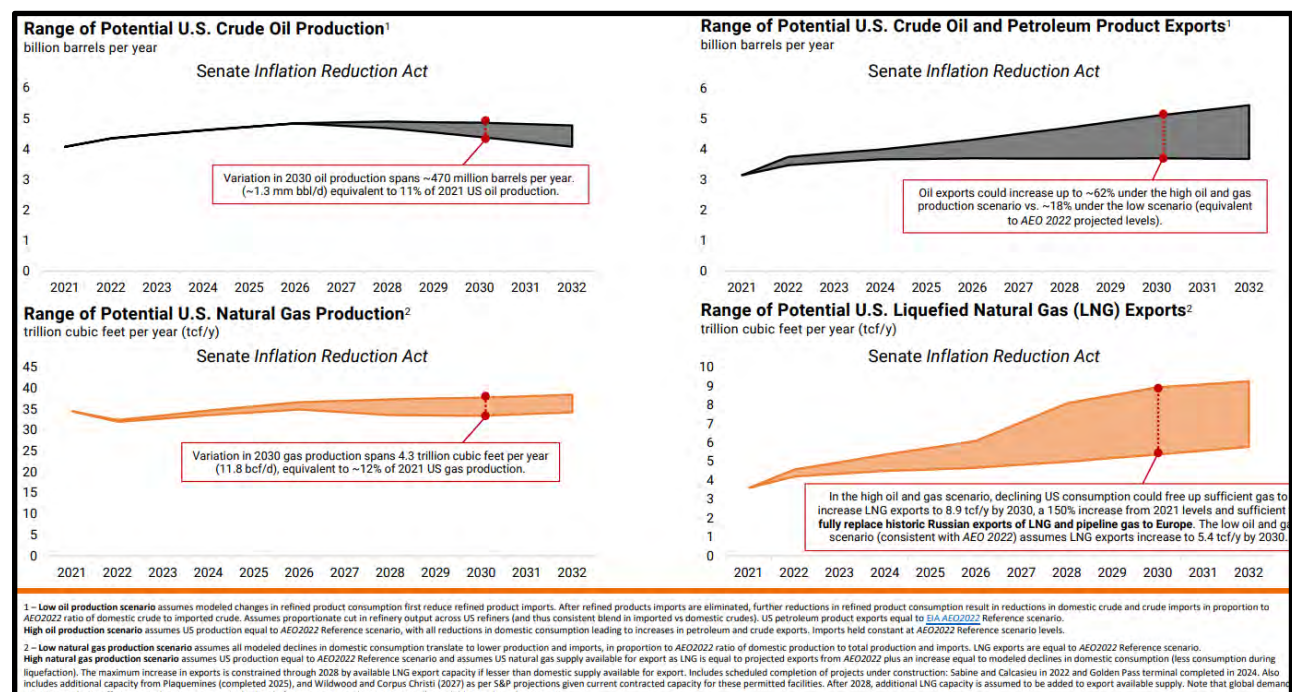 Range of Potential U.S. Crude Oil Production1
billion barrels per year
Senate Inflation Reduction Act
6
5
4
3
2
1
0
Variation in 2030 oil production spans ~470 million barrels per year.
(~1.3 mm bbl/d) equivalent to 11% of 2021 US oil production.
2021 2022 2023 2024 2025 2026 2027 2028 2029 2030 2031 2032
Range of Potential U.S. Crude Oil and Petroleum Product Exports1
billion barrels per year
Senate Inflation Reduction Act
6
5
4
3
2
1
0
Oil exports could increase up to ~62% under the high oil and gas
production scenario vs. ~18% under the low scenario (equivalent
to AEO 2022 projected levels).
2021 2022 2023 2024 2025 2026 2027 2028 2029 2030 2031 2032
Range of Potential U.S. Natural Gas Production2
trillion cubic feet per year (tcf/y)
Senate Inflation Reduction Act
45
40
35
30
25
20
15
10
5
0
Variation in 2030 gas production spans 4.3 trillion cubic feet per year
(11.8 bcf/d), equivalent to ~12% of 2021 US gas production.
2021 2022 2023 2024 2025 2026 2027 2028 2029 2030 2031 2032
Range of Potential U.S. Liquefied Natural Gas (LNG) Exports2
trillion cubic feet per year (tcf/y)
Senate Inflation Reduction Act
10
9
8
7
6
5
4
3
2
1
0
In the high oil and gas scenario, declining US consumption could free up sufficient gas to
increase LNG exports to 8.9 tcf/y by 2030, a 150% increase from 2021 levels and sufficient
fully replace historic Russian exports of LNG and pipeline gas to Europe. The low oil and ga
scenario (consistent with AEO 2022) assumes LNG exports increase to 5.4 tcf/y by 2030.
2021 2022 2023 2024 2025 2026 2027 2028 2029 2030 2031 2032
1 – Low oil production scenario assumes modeled changes in refined product consumption first reduce refined product imports. After refined products imports are eliminated, further reductions in refined product consumption result in reductions in domestic crude and crude imports in proportion to
AEO2022 ratio of domestic crude to imported crude. Assumes proportionate cut in refinery output across US refiners (and thus consistent blend in imported vs domestic crudes). US petroleum product exports equal to EIA AEO2022 Reference scenario.
High oil production scenario assumes US production equal to AEO2022 Reference scenario, with all reductions in domestic consumption leading to increases in petroleum and crude exports. Imports held constant at AEO2022 Reference scenario levels.
2 – Low natural gas production scenario assumes all modeled declines in domestic consumption translate to lower production and imports, in proportion to AEO2022 ratio of domestic production to total production and imports. LNG exports are equal to AEO2022 Reference scenario.
High natural gas production scenario assumes US production equal to AEO2022 Reference scenario and assumes US natural gas supply available for export as LNG is equal to projected exports from AEO2022 plus an increase equal to modeled declines in domestic consumption (less consumption during
liquefaction). The maximum increase in exports is constrained through 2028 by available LNG export capacity if lesser than domestic supply available for export. Includes scheduled completion of projects under construction: Sabine and Calcasieu in 2022 and Golden Pass terminal completed in 2024. Also
includes additional capacity from Plaquemines (completed 2025), and Wildwood and Corpus Christi (2027) as per S&P projections given current contracted capacity for these permitted facilities. After 2028, additional LNG capacity is assumed to be added to export available supply. Note that global demand